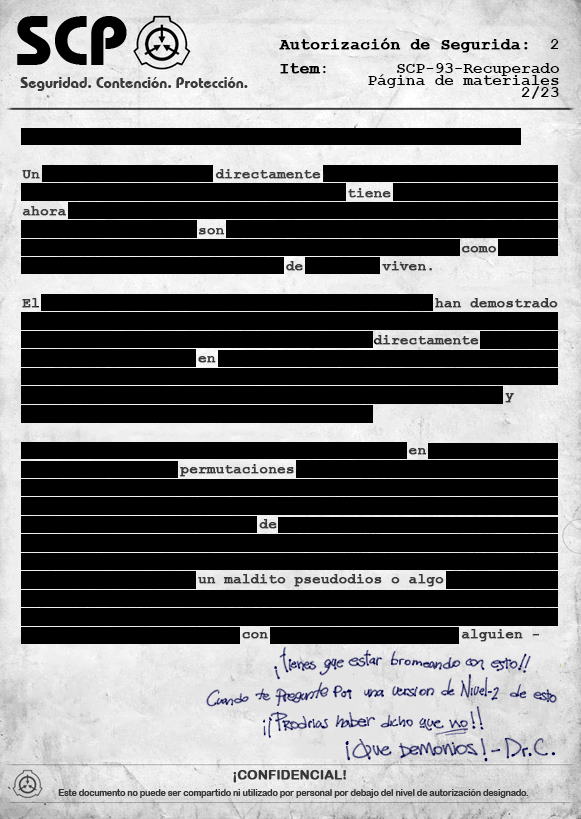 SCP
Seguridad. Contención. Protección.
Autorización de Segurida: 2
Item: SCP-93-Recuperado
Página de materiales
2/23
Un directamente
tiene
ahora
son
como
de viven.
El han demostrado
directamente
en
y
en
permutaciones
de
un maldito pseudodios o algo
con alguien -
¡tienes que estar bromeando con esto!!
Cuando te pregunté por una version de Nivel-2 de esto
¡¡Prodrias haber dicho que no!!
¡Que Demonios! - Dr. C.
¡CONFIDENCIAL!
Este documento no puede ser compartido ni utilizado por personal por debajo del nivel de autorización designado.